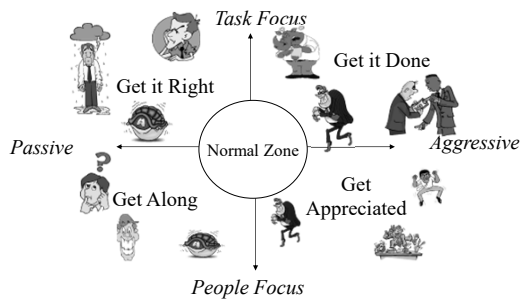 Task Focus
Get it Done
Get it Right
Passive
Normal Zone
Aggressive
?
Get Along
Get
Appreciated
People Focus